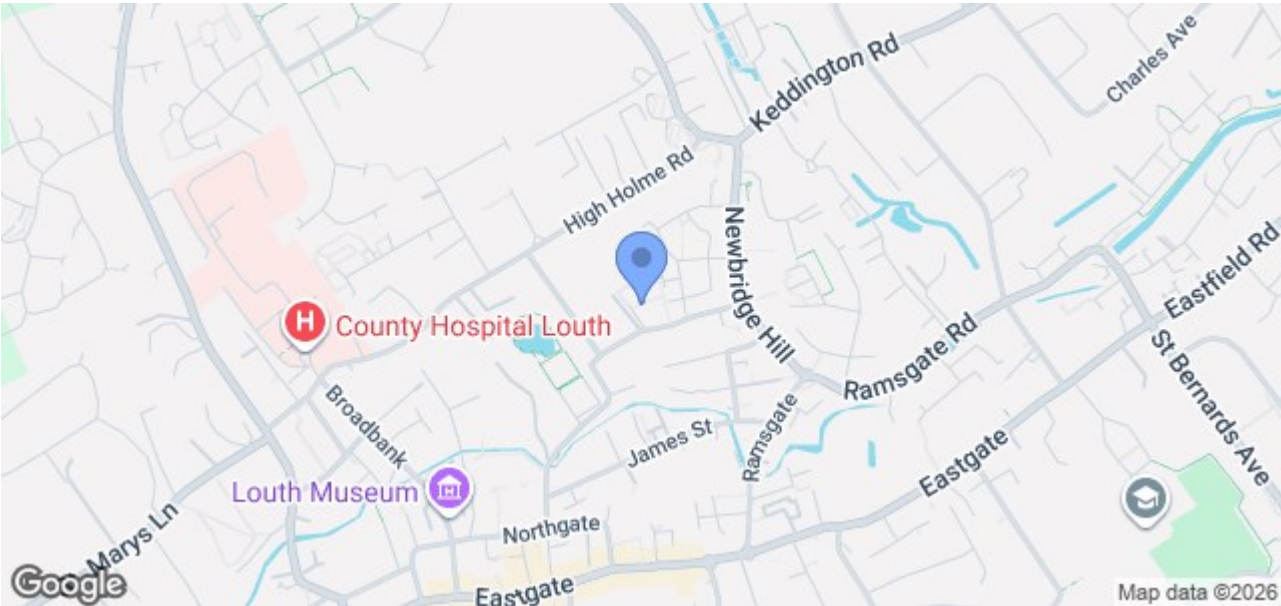 Charles Ave
Keddington Rd
High Holme Rd
Newbridge Hill
Eastfield Rd
H
County Hospital Louth
Ramsgate Rd
St Bernards Ave
Broadbank
Ramsgate
James St
Eastgate
Louth Museum
Marys Ln
Northgate
Eastgate
Google
Map data ©2026